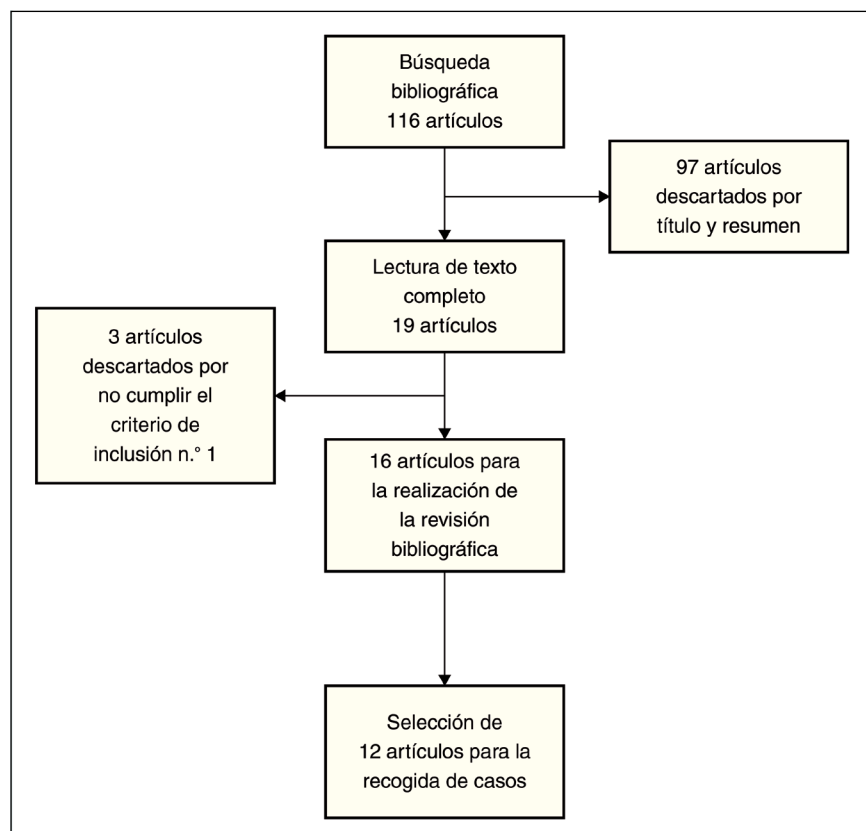 Búsqueda
bibliográfica
116 artículos
97 artículos
descartados por
título y resumen
Lectura de texto
completo
19 artículos
3 artículos
descartados por
no cumplir el
criterio de
inclusión n.° 1
16 artículos para
la realización de
la revisión
bibliográfica
Selección de
12 artículos para la
recogida de casos